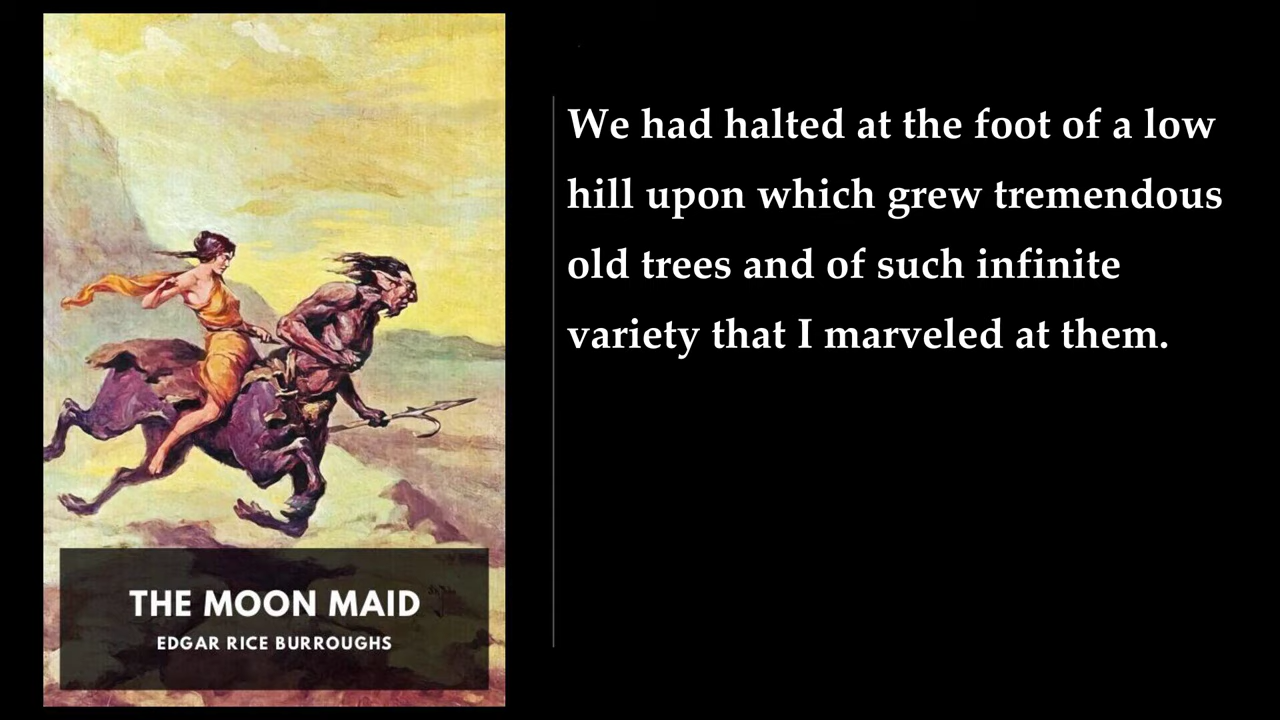 THE MOON MAID
EDGAR RICE BURROUGHS
We had halted at the foot of a low
hill upon which grew tremendous
old trees and of such infinite
variety that I marveled at them.